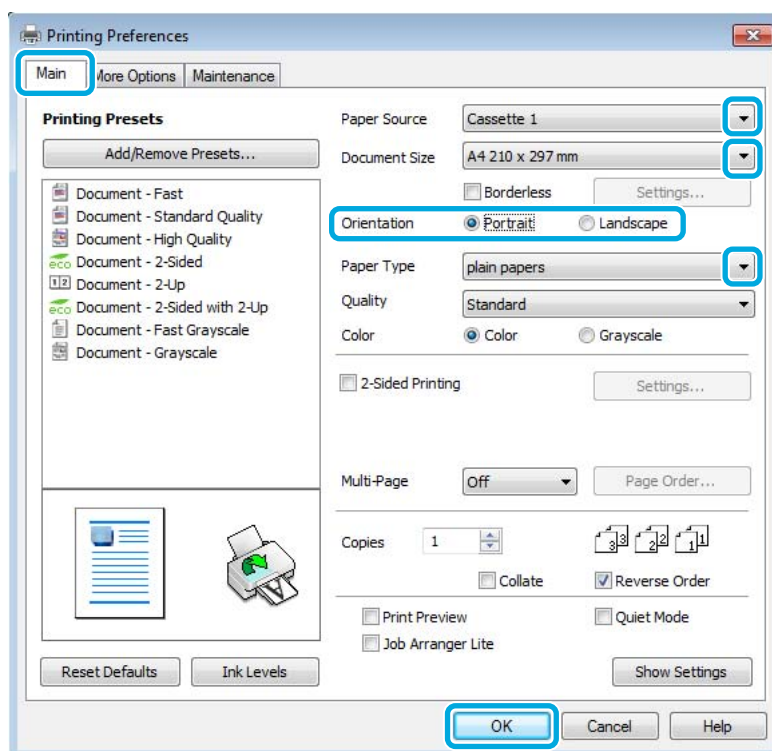 Printing Preferences
Main
More Options
Maintenance
Printing Presets
Add/Remove Presets...
Document - Fast
Document - Standard Quality
Document - High Quality
eco Document - 2-Sided
1 2 Document - 2-Up
eco Document - 2-Sided with 2-Up
Document - Fast Grayscale
Document - Grayscale
Reset Defaults
Ink Levels
Paper Source
Cassette 1
Document Size
A4 210 x 297 mm
Borderless
Settings...
Orientation
Portrait
Landscape
Paper Type
plain papers
Quality
Standard
Color
Color
Grayscale
2-Sided Printing
Settings...
Multi-Page
Off
Page Order...
Copies
1
3 3 2 2 1 1
Collate
Reverse Order
Print Preview
Quiet Mode
Job Arranger Lite
Show Settings
OK
Cancel
Help